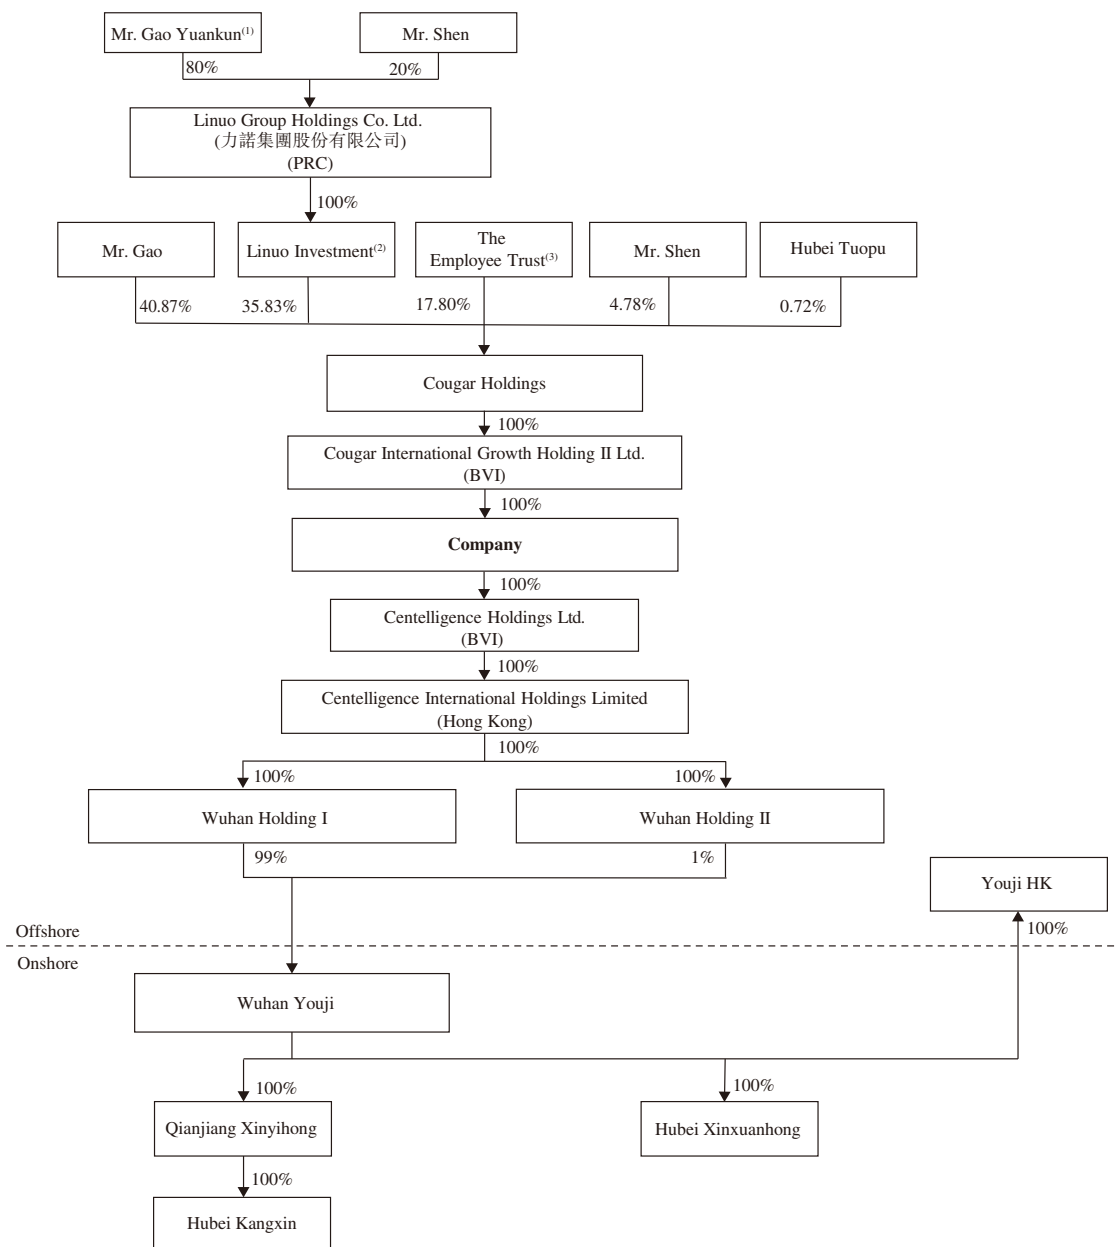 Mr. Gao Yuankun(1)
Mr. Shen
80%
20%
Linuo Group Holdings Co. Ltd.
(力諾集團股份有限公司)
(PRC)
100%
Mr. Gao
Linuo Investment(2)
The
Employee Trust(3)
Mr. Shen
Hubei Tuopu
40.87%
35.83%
17.80%
4.78%
0.72%
Cougar Holdings
100%
Cougar International Growth Holding II Ltd.
(BVI)
100%
Company
100%
Centelligence Holdings Ltd.
(BVI)
100%
Centelligence International Holdings Limited
(Hong Kong)
100%
100%
100%
Wuhan Holding I
Wuhan Holding II
99%
1%
Youji HK
Offshore
100%
Onshore
Wuhan Youji
100%
100%
Qianjiang Xinyihong
Hubei Xinxuanhong
100%
Hubei Kangxin